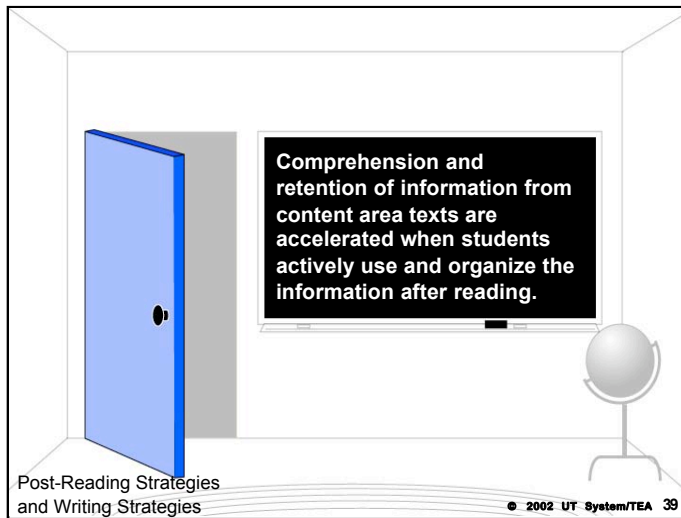 Comprehension and
retention of information from
content area texts are
accelerated when students
actively use and organize the
information after reading.
Post-Reading Strategies
and Writing Strategies
© 2002 UT System/TEA 39